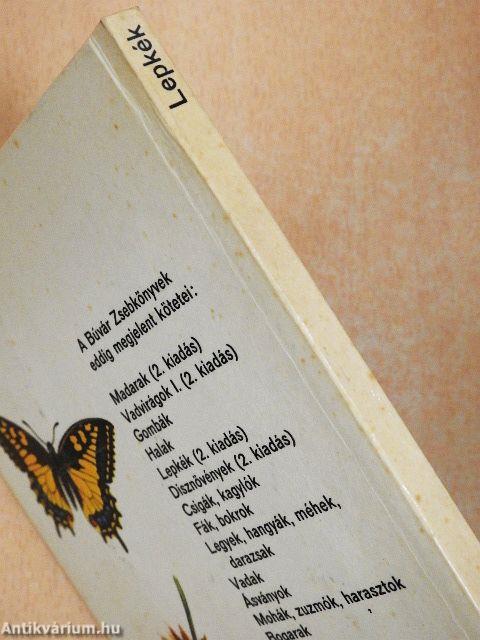 Lepkék
A Búvár Zsebkönyvek
eddig megjelent kötetei:
Madarak (2. kiadás)
Vadvirágok I. (2. kiadás)
Gombák
Halak
Lepkék (2. kiadás)
Dísznövények (2. kiadás)
Csigák, kagylók
Fák, bokrok
Legyek, hangyák, méhek,
darazsak
Vadak
Ásványok
Mohák, zuzmók, harasztok
Bogarak
Antikvárium.hu